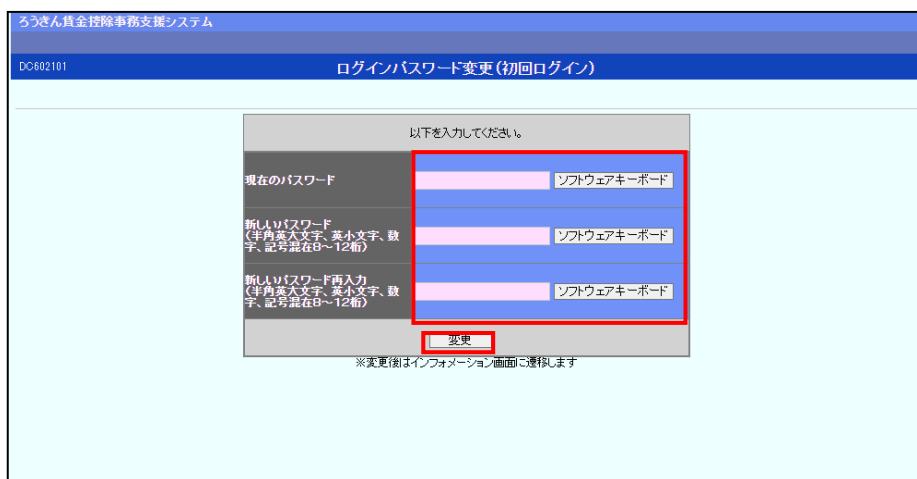 ろうきん賃金控除事務支援システム
DC602101
ログインパスワード変更(初回ログイン)
以下を入力してください。
現在のパスワード
ソフトウェアキーボード
新しいパスワード
(半角英大文字、英小文字、数
字、記号混在8~12桁)
ソフトウェアキーボード
新しいパスワード再入力
(半角英大文字、英小文字、数
字、記号混在8~12桁)
ソフトウェアキーボード
変更
※変更後はインフォメーション画面に遷移します